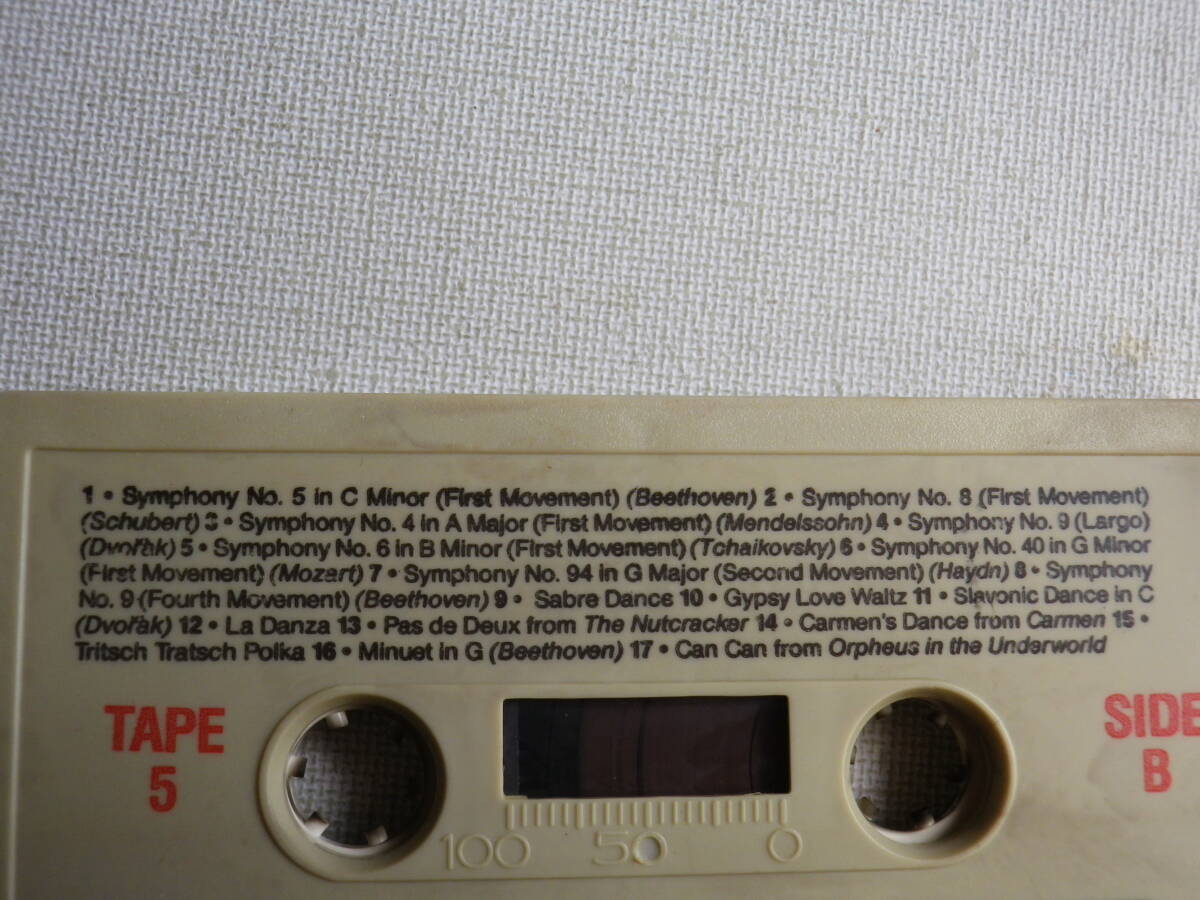 1 • Symphony No. 5 in C Minor (First Movement) (Beethoven) 2 • Symphony No. 8 (First Movement)
(Schubert) 3 • Symphony No. 4 in A Major (First Movement) (Mendelssohn) 4 • Symphony No. 9 (Largo)
(Dvořák) 5 • Symphony No. 6 in B Minor (First Movement) (Tchaikovsky) 6 • Symphony No. 40 in G Minor
(First Movement) (Mozart) 7 • Symphony No. 94 in G Major (Second Movement) (Haydn) 8 • Symphony
No. 9 (Fourth Movement) (Beethoven) 9 • Sabre Dance 10 • Gypsy Love Waltz 11 • Slavonic Dance in C
(Dvořák) 12 • La Danza 13 • Pas de Deux from The Nutcracker 14 • Carmen's Dance from Carmen 15 •
Tritsch Tratsch Polka 16 • Minuet in G (Beethoven) 17 • Can Can from Orpheus in the Underworld
TAPE
5
SIDE
B
100 50 0